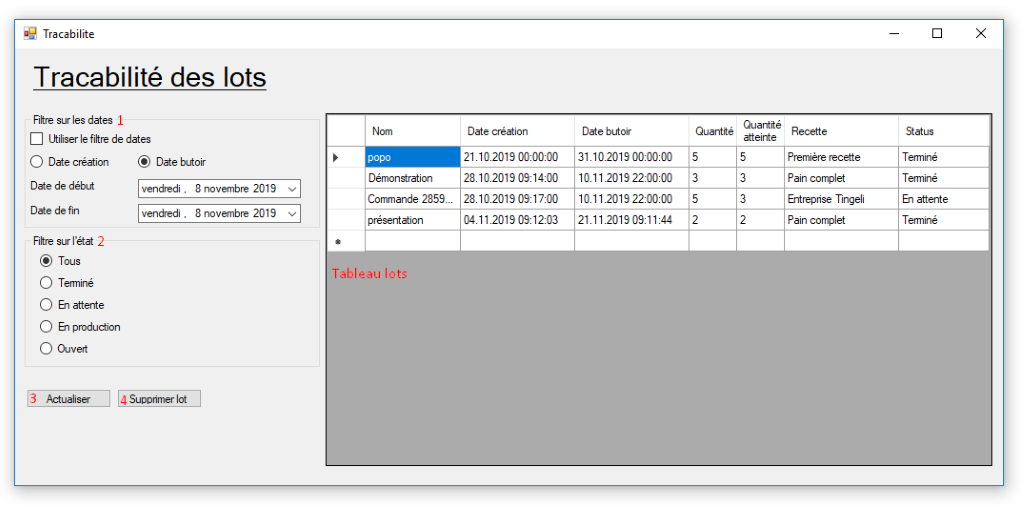 Tracabilite
Tracabilité des lots
Filtre sur les dates 1
Utiliser le filtre de dates
Date création Date butoir
Date de début vendredi , 8 novembre 2019
Date de fin vendredi , 8 novembre 2019
Filtre sur l'état 2
Tous
Terminé
En attente
En production
Ouvert
3 Actualiser 4 Supprimer lot
Nom Date création Date butoir Quantité Quantité atteinte Recette Status
popo 21.10.2019 00:00:00 31.10.2019 00:00:00 5 5 Première recette Terminé
Démonstration 28.10.2019 09:14:00 10.11.2019 22:00:00 3 3 Pain complet Terminé
Commande 2859... 28.10.2019 09:17:00 10.11.2019 22:00:00 5 3 Entreprise Tingeli En attente
présentation 04.11.2019 09:12:03 21.11.2019 09:11:44 2 2 Pain complet Terminé
Tableau lots